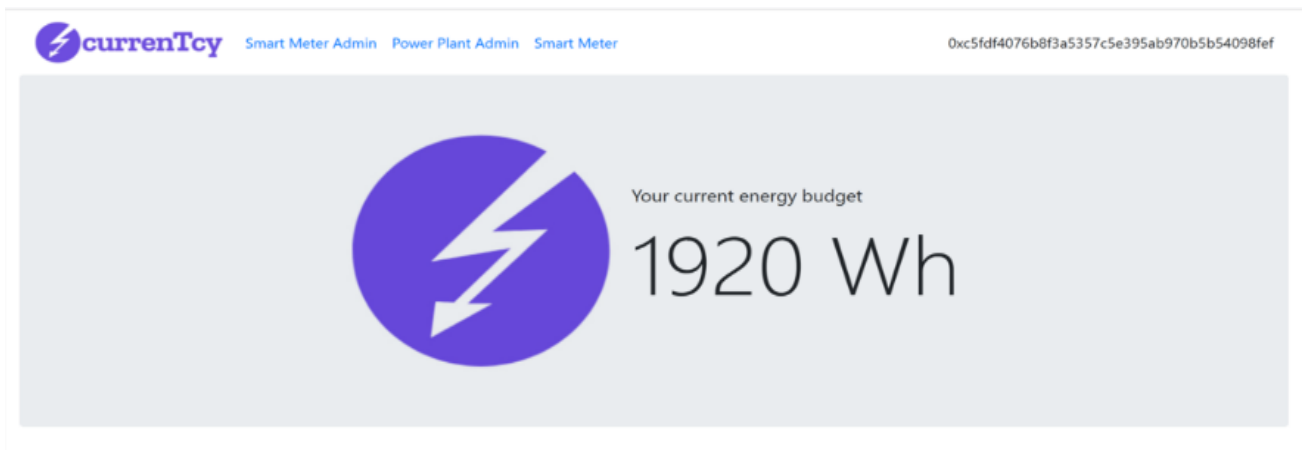 currenTcy Smart Meter Admin Power Plant Admin Smart Meter 0xc5fdf4076b8f3a5357c5e395ab970b5b54098fef
Your current energy budget
1920 Wh